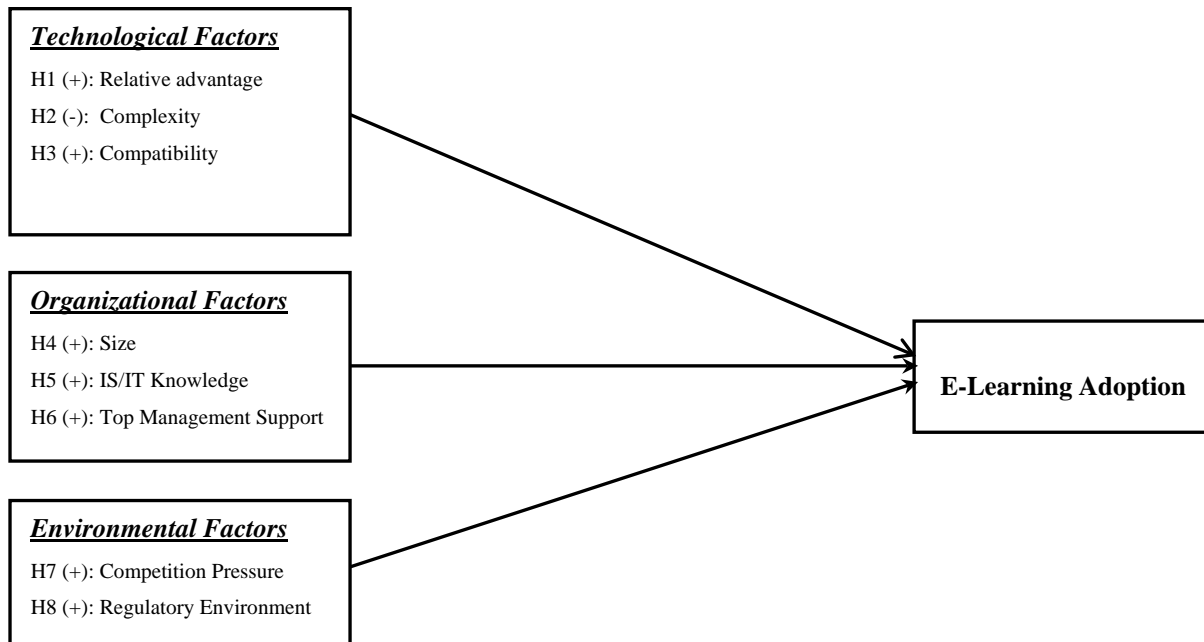 Technological Factors
H1 (+): Relative advantage
H2 (-):  Complexity
H3 (+): Compatibility
Organizational Factors
H4 (+): Size
H5 (+): IS/IT Knowledge
H6 (+): Top Management Support
E-Learning Adoption
Environmental Factors
H7 (+): Competition Pressure
H8 (+): Regulatory Environment